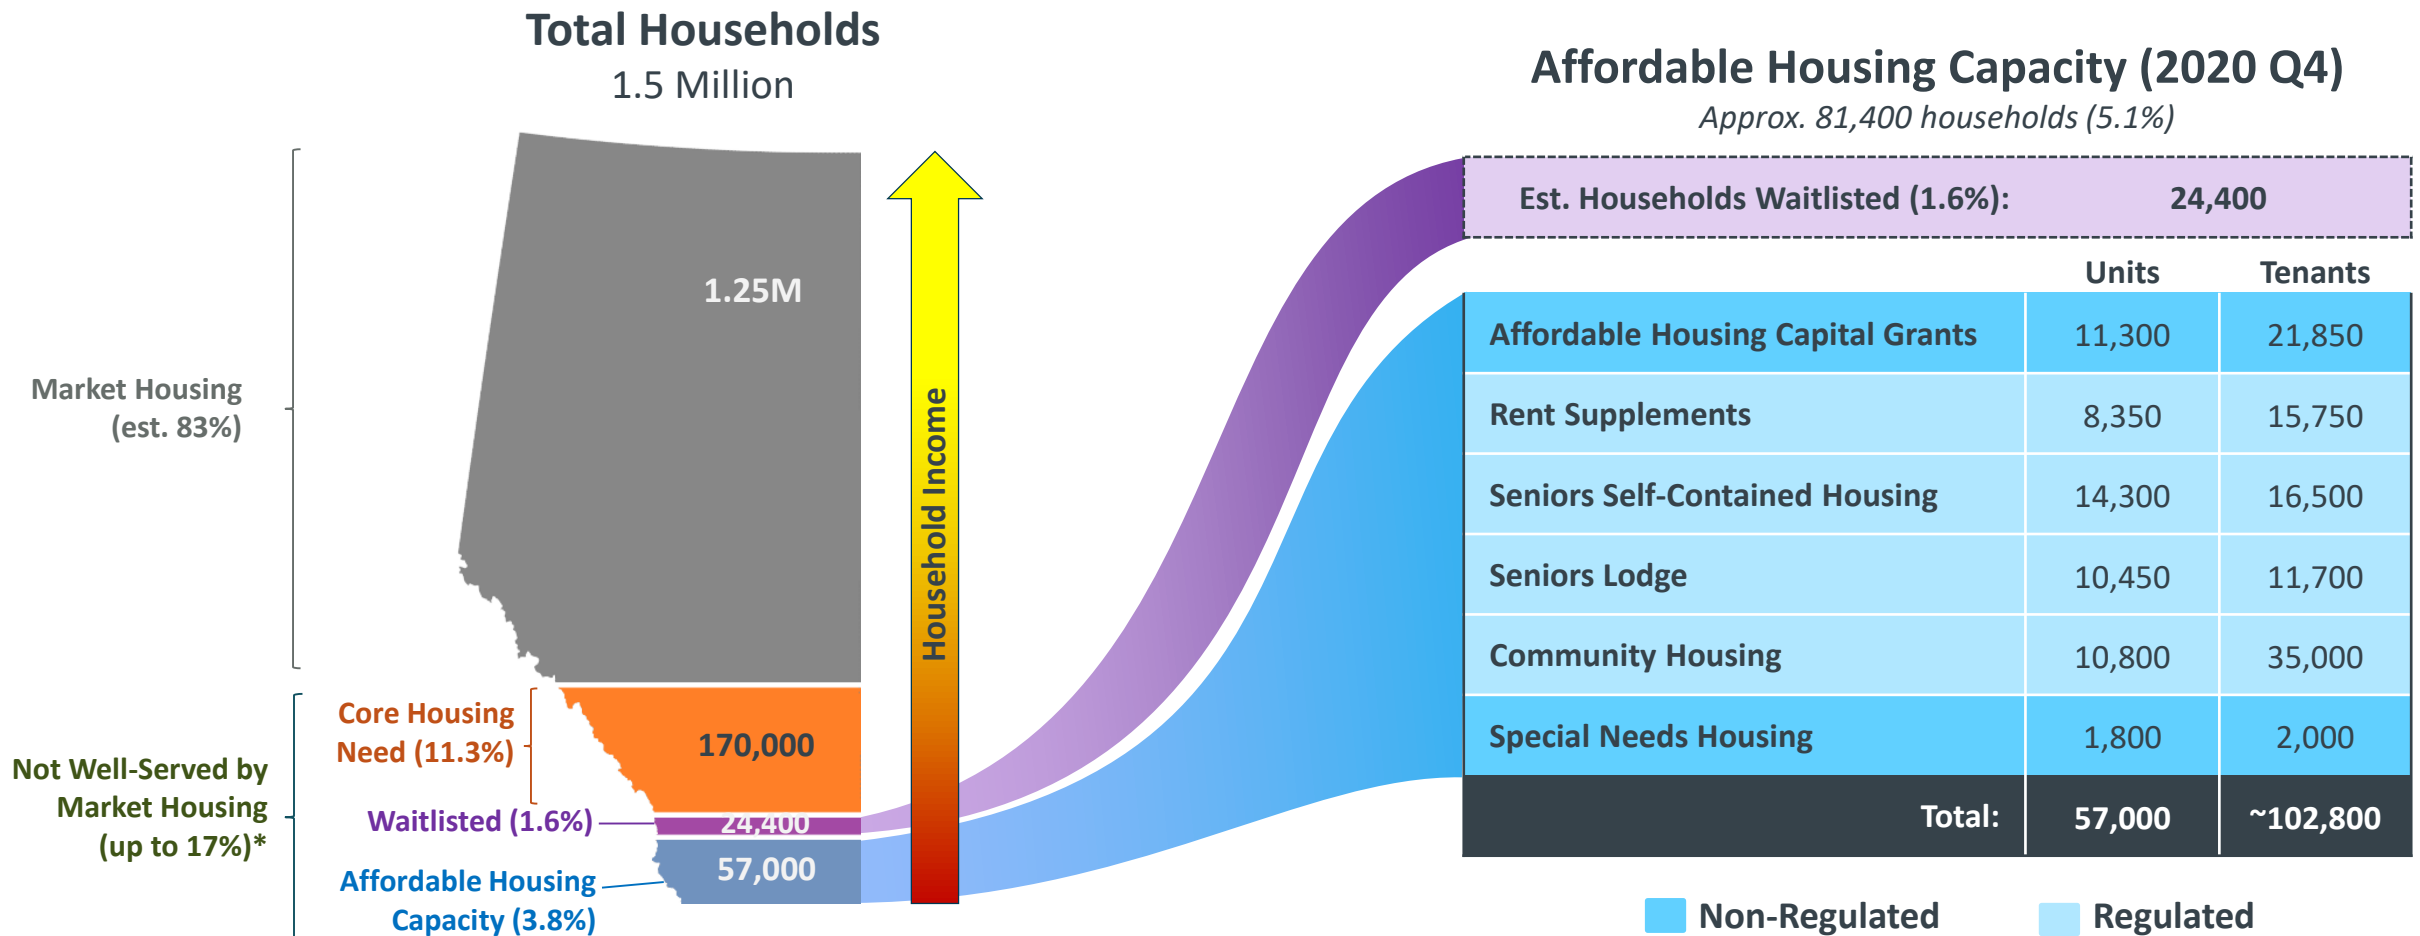 Total Households
1.5 Million
Market Housing
(est. 83%)
1.25M
Household Income
Core Housing
Need (11.3%)
170,000
Not Well-Served by
Market Housing
(up to 17%)*
Waitlisted (1.6%)
24,400
Affordable Housing
Capacity (3.8%)
57,000
Affordable Housing Capacity (2020 Q4)
Approx. 81,400 households (5.1%)
Est. Households Waitlisted (1.6%): 24,400
Units Tenants
Affordable Housing Capital Grants 11,300 21,850
Rent Supplements 8,350 15,750
Seniors Self-Contained Housing 14,300 16,500
Seniors Lodge 10,450 11,700
Community Housing 10,800 35,000
Special Needs Housing 1,800 2,000
Total: 57,000 ~102,800
Non-Regulated Regulated